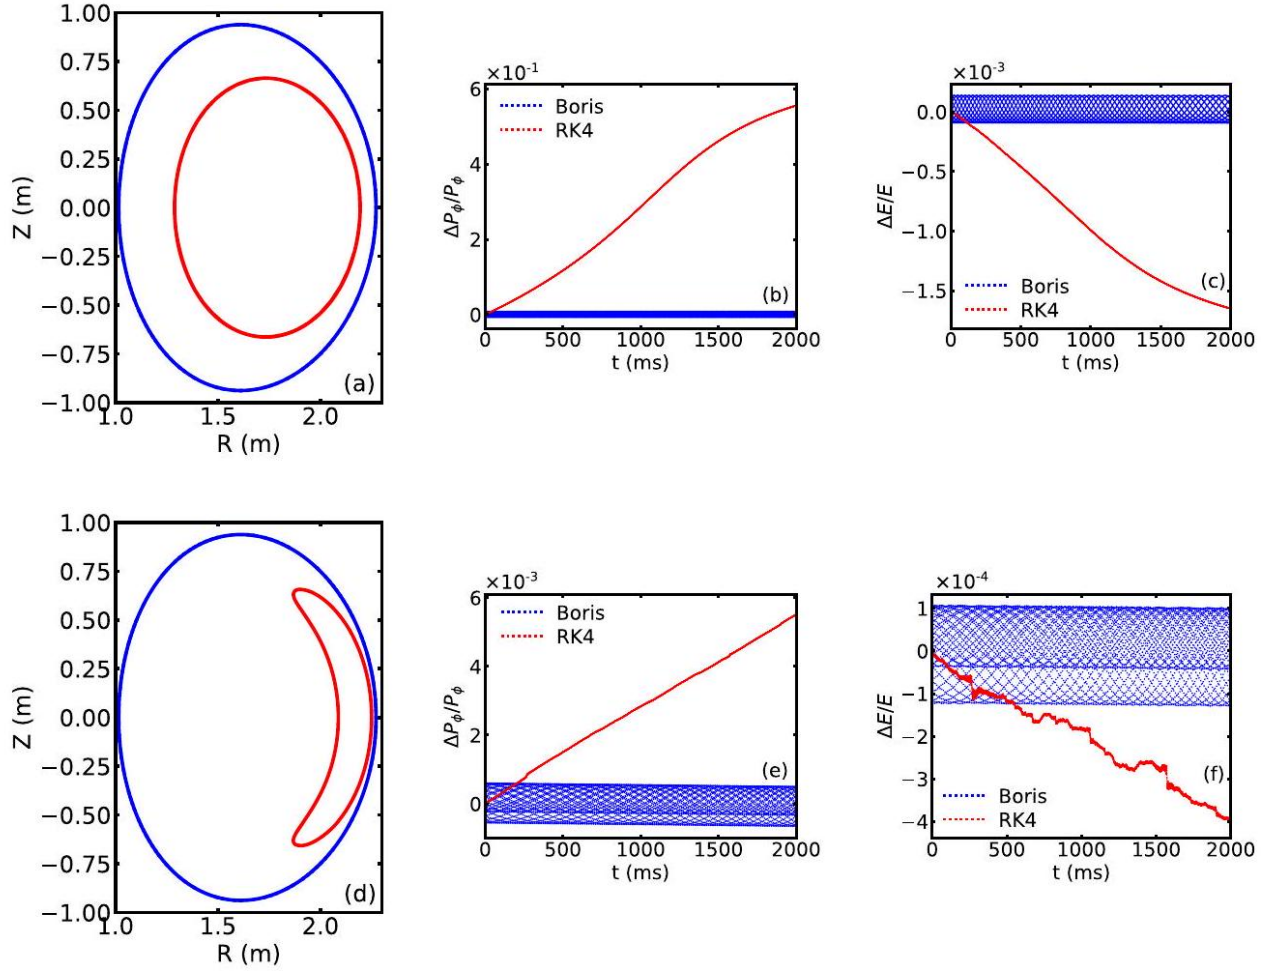 1.00
0.75
0.50
0.25
0.00
−0.25
−0.50
−0.75
−1.00
Z (m)
(a)
1.0 1.5 2.0
R (m)
×10⁻¹
6
4
2
0
ΔP_ϕ/P_ϕ
Boris
RK4
(b)
0 500 1000 1500 2000
t (ms)
×10⁻³
0.0
−0.5
−1.0
−1.5
ΔE/E
(c)
Boris
RK4
0 500 1000 1500 2000
t (ms)
1.00
0.75
0.50
0.25
0.00
−0.25
−0.50
−0.75
−1.00
Z (m)
(d)
1.0 1.5 2.0
R (m)
×10⁻³
6
4
2
0
ΔP_ϕ/P_ϕ
Boris
RK4
(e)
0 500 1000 1500 2000
t (ms)
×10⁻⁴
1
0
−1
−2
−3
−4
ΔE/E
(f)
Boris
RK4
0 500 1000 1500 2000
t (ms)